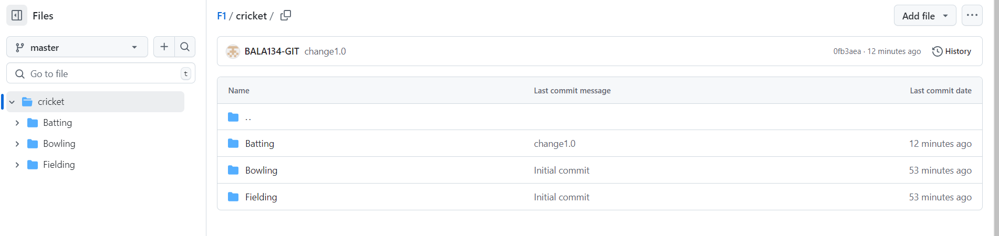 Files
master
Go to file
t
cricket
Batting
Bowling
Fielding
F1 / cricket /
Add file
BALA134-GIT change1.0
0fb3aea · 12 minutes ago
History
Name Last commit message Last commit date
..
Batting change1.0 12 minutes ago
Bowling Initial commit 53 minutes ago
Fielding Initial commit 53 minutes ago